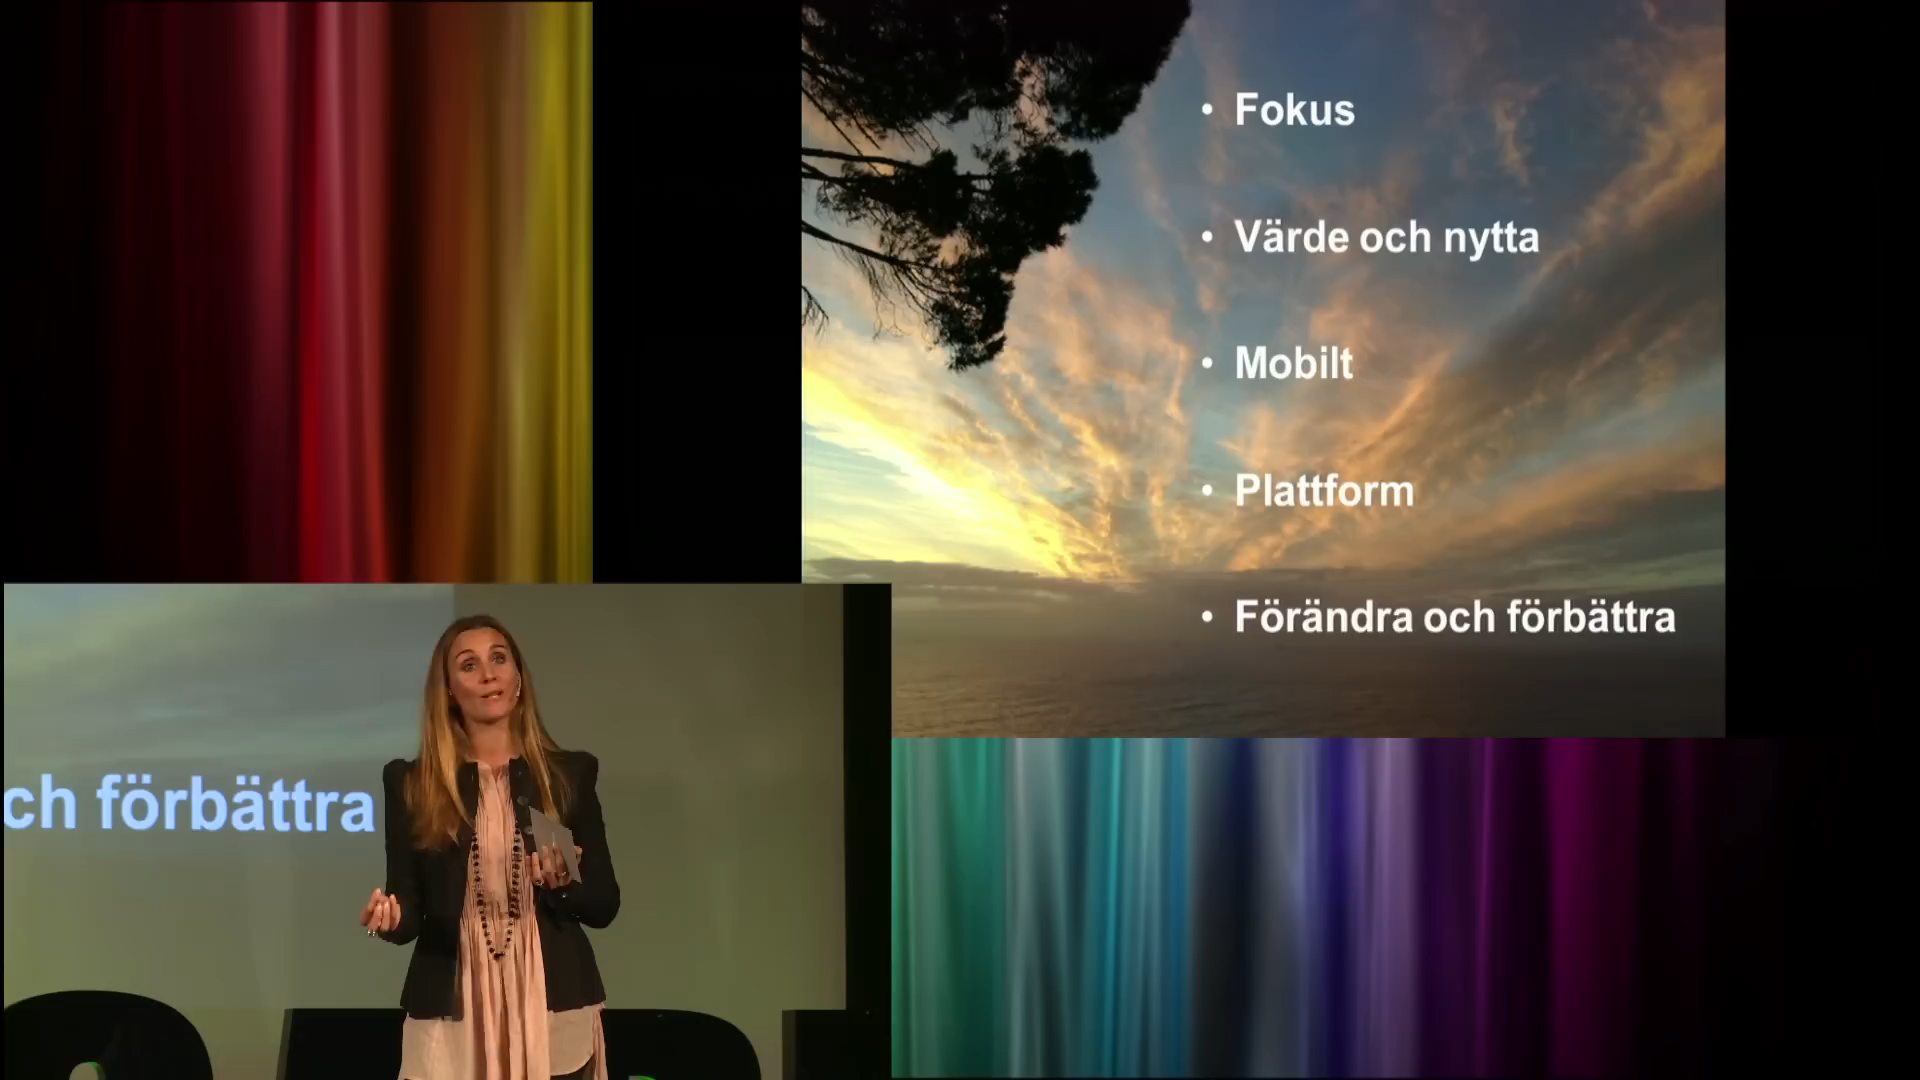 • Fokus
• Värde och nytta
• Mobilt
• Plattform
• Förändra och förbättra
ch förbättra